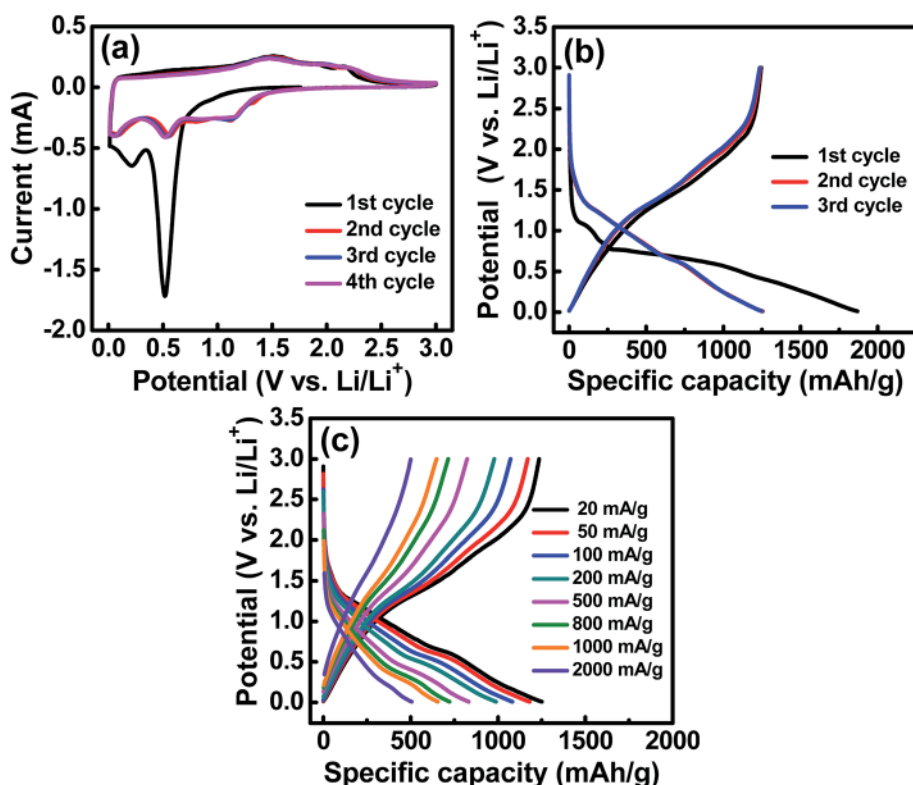 (a)
0.5
0.0
-0.5
-1.0
-1.5
-2.0
Current (mA)
1st cycle
2nd cycle
3rd cycle
4th cycle
0.0 0.5 1.0 1.5 2.0 2.5 3.0
Potential (V vs. Li/Li⁺)
(b)
3.0
2.5
2.0
1.5
1.0
0.5
0.0
Potential (V vs. Li/Li⁺)
1st cycle
2nd cycle
3rd cycle
0 500 1000 1500 2000
Specific capacity (mAh/g)
(c)
3.0
2.5
2.0
1.5
1.0
0.5
0.0
Potential (V vs. Li/Li⁺)
20 mA/g
50 mA/g
100 mA/g
200 mA/g
500 mA/g
800 mA/g
1000 mA/g
2000 mA/g
0 500 1000 1500 2000
Specific capacity (mAh/g)